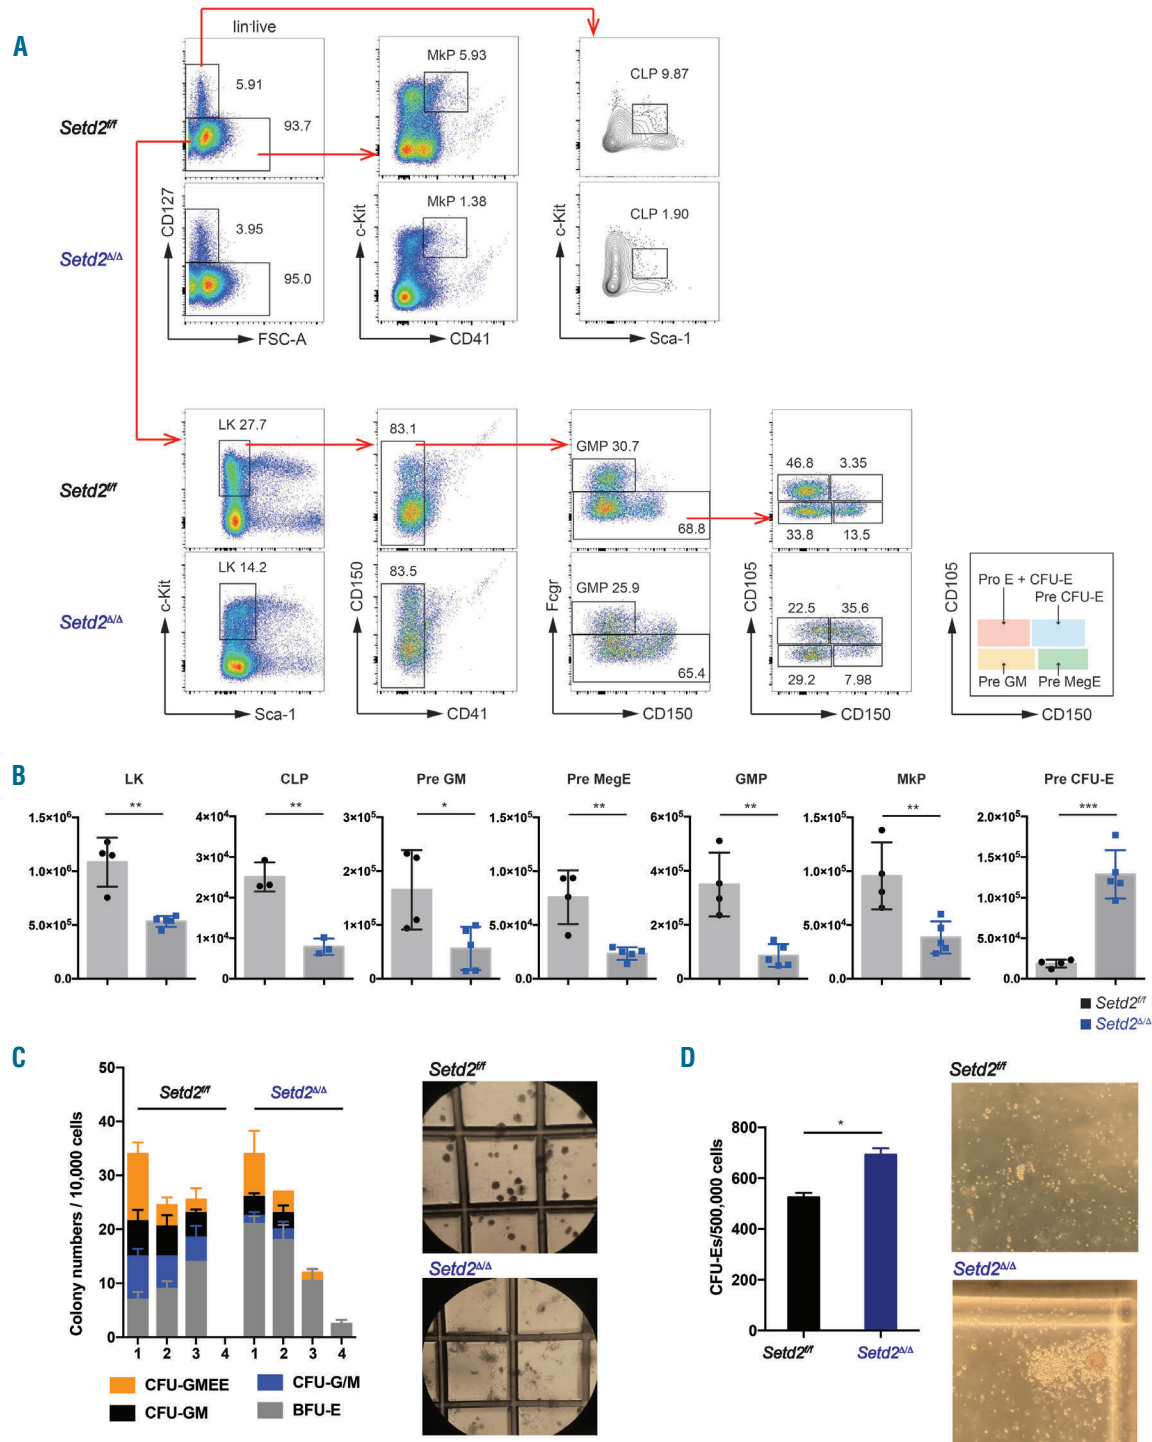 A
lin-live
5.91
93.7
MkP 5.93
CLP 9.87
Setd2f/f
3.95
95.0
MkP 1.38
CLP 1.90
Setd2Δ/Δ
CD127
FSC-A
c-Kit
CD41
c-Kit
Sca-1
LK 27.7
83.1
GMP 30.7
68.8
46.8
3.35
33.8
13.5
Setd2f/f
LK 14.2
83.5
GMP 25.9
65.4
22.5
35.6
29.2
7.98
Setd2Δ/Δ
c-Kit
Sca-1
CD150
CD41
Fcgr
CD150
CD105
CD150
CD105
CD150
Pro E + CFU-E
Pre CFU-E
Pre GM
Pre MegE
B
LK
**
1.5×10⁶
1.0×10⁶
5.0×10⁵
0.0
CLP
**
4×10⁴
3×10⁴
2×10⁴
1×10⁴
0
Pre GM
*
3×10⁵
2×10⁵
1×10⁵
0
Pre MegE
**
1.5×10⁵
1.0×10⁵
5.0×10⁴
0.0
GMP
**
6×10⁵
4×10⁵
2×10⁵
0
MkP
**
1.5×10⁵
1.0×10⁵
5.0×10⁴
0.0
Pre CFU-E
***
2.0×10⁵
1.5×10⁵
1.0×10⁵
5.0×10⁴
0.0
Setd2f/f
Setd2Δ/Δ
C
Colony numbers / 10,000 cells
50
40
30
20
10
0
Setd2f/f
Setd2Δ/Δ
1 2 3 4 1 2 3 4
CFU-GMEE
CFU-G/M
CFU-GM
BFU-E
Setd2f/f
Setd2Δ/Δ
D
CFU-Es/500,000 cells
800
600
400
200
0
*
Setd2f/f
Setd2Δ/Δ
Setd2f/f
Setd2Δ/Δ